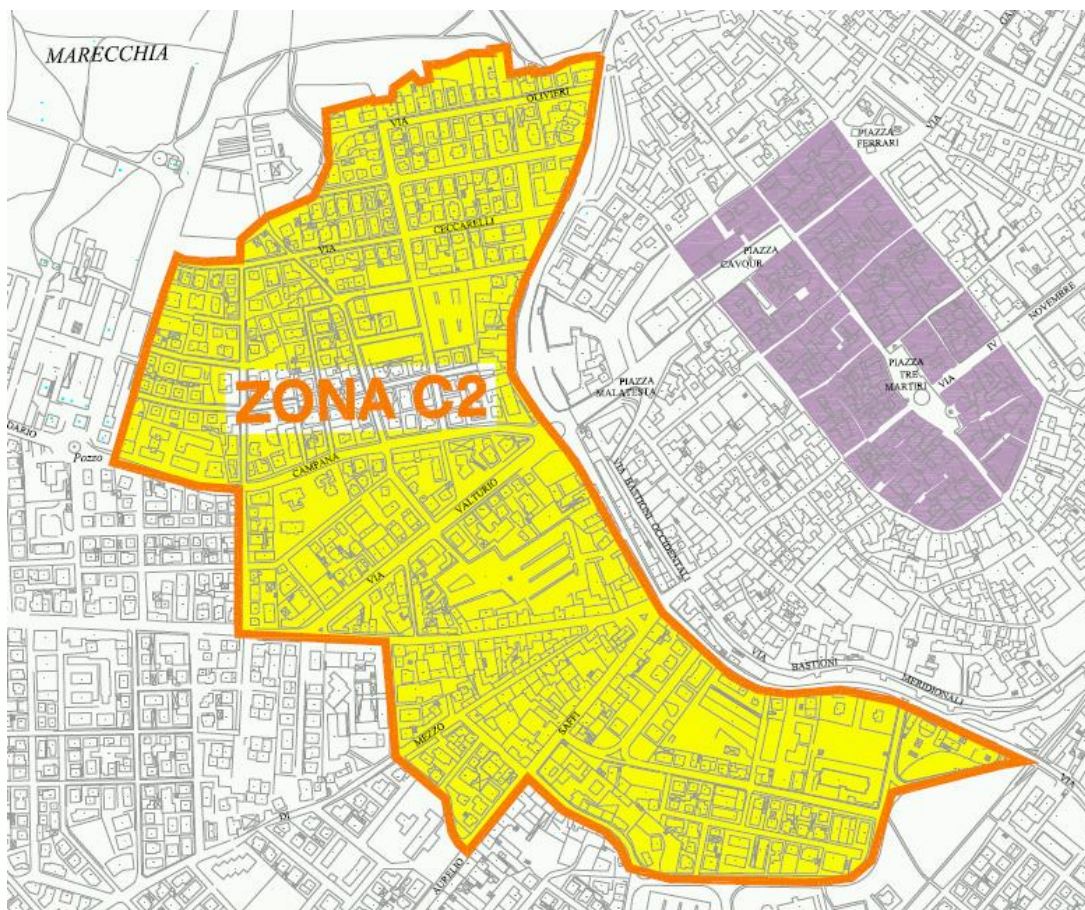 MARECCHIA
VIA
OLIVIERI
PIAZZA
FERRARI
VIA
VIA
CECCARELLI
PIAZZA
CAVOUR
NOVEMBRE
IV
VIA
PIAZZA
TRE
MARTIRI
PIAZZA
MALATESTA
ZONA C2
DARIO
Pozzo
CAMPANA
VALTURIO
VIA
VIA BASTIONI OCCIDENTALI
VIA
BASTIONI
MERIDIONALI
MEZZO
SAFFI
VIA
DI
AURELIO